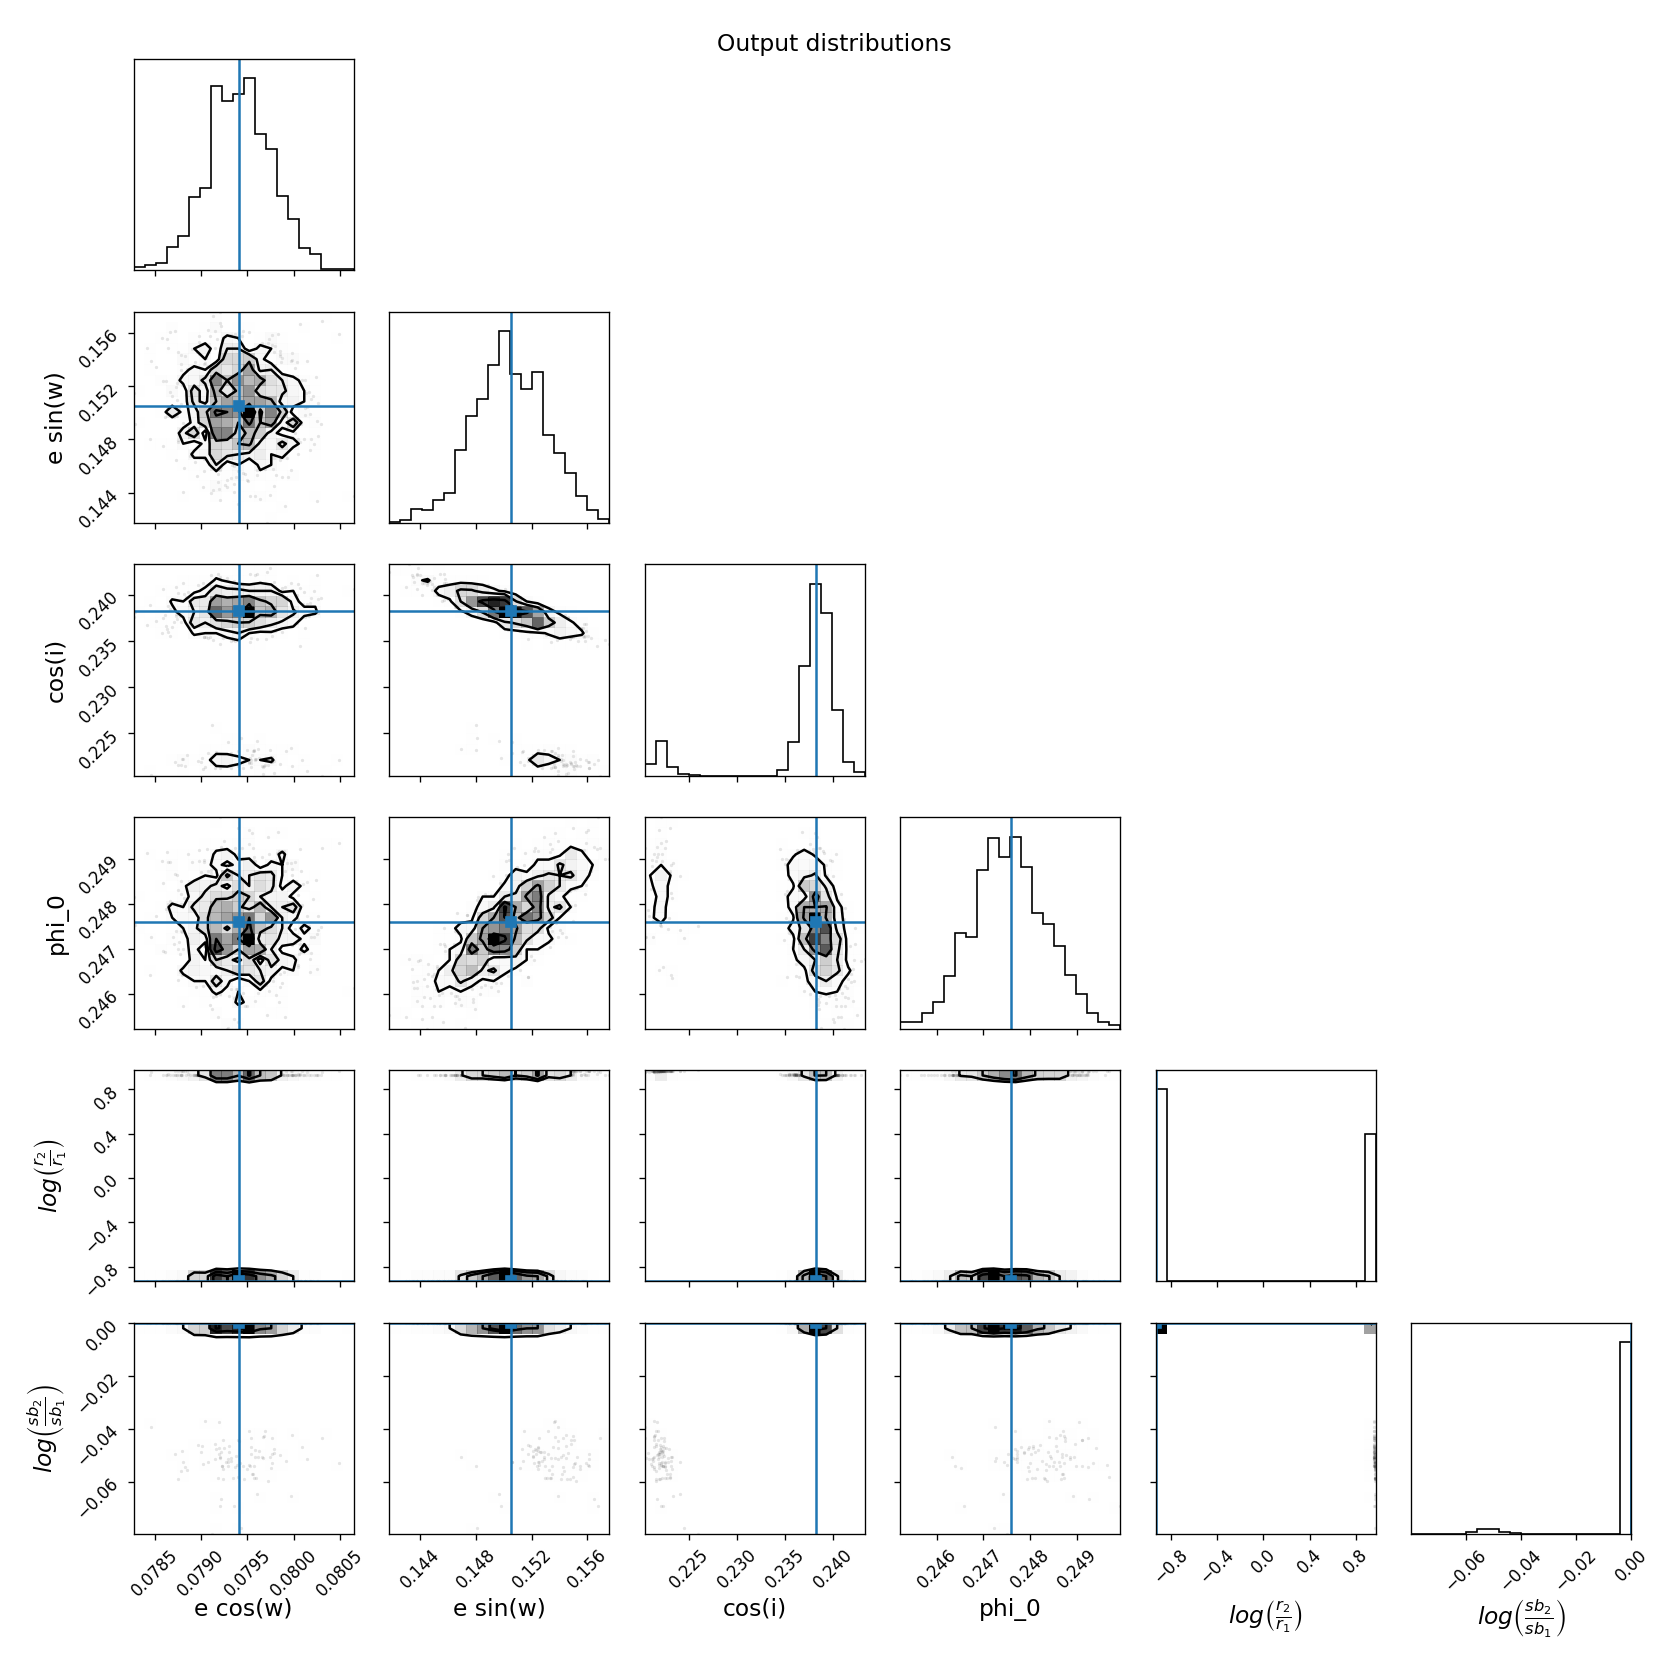 Output distributions
0.156
0.152
0.148
0.144
e sin(w)
0.240
0.235
0.230
0.225
cos(i)
0.249
0.248
0.247
0.246
phi_0
0.8
0.4
0.0
−0.4
−0.8
log(r₂/r₁)
0.00
−0.02
−0.04
−0.06
log(sb₂/sb₁)
0.0785 0.0790 0.0795 0.0800 0.0805 0.144 0.148 0.152 0.156 0.225 0.230 0.235 0.240 0.246 0.247 0.248 0.249 −0.8 −0.4 0.0 0.4 0.8 −0.06 −0.04 −0.02 0.00
e cos(w) e sin(w) cos(i) phi_0 log(r₂/r₁) log(sb₂/sb₁)